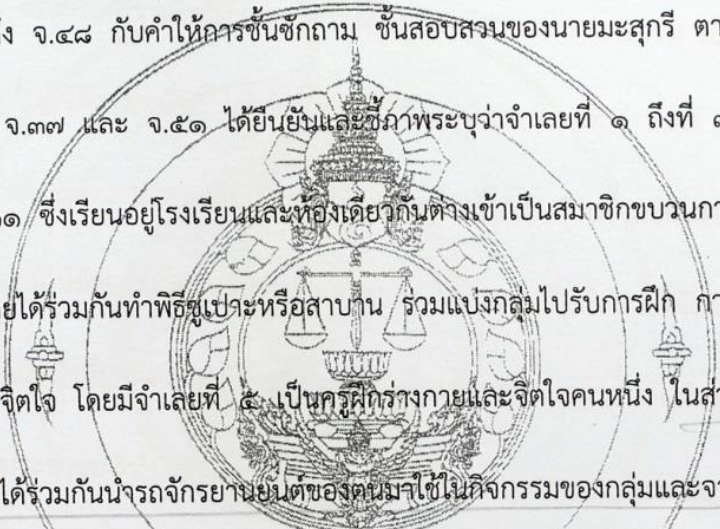 ถึง จ.๔๘ กับคำให้การชั้นซักถาม ชั้นสอบสวนของนายมะสุกรี
จ.๓๗ และ จ.๕๑ ได้ยืนยันและชี้ภาพระบุว่าจำเลยที่ ๑ ถึงที่
ซึ่งเรียนอยู่โรงเรียนและห้องเดียวกันต่างเข้าเป็นสมาชิกขบวนกา
ได้ร่วมกันทำพิธีซูเปาะหรือสาบาน ร่วมแบ่งกลุ่มไปรับการฝึก
จิตใจ โดยมีจำเลยที่ ๕ เป็นครูฝึกร่างกายและจิตใจคนหนึ่ง ในส่
ได้ร่วมกันนำรถจักรยานยนต์ของตนมาใช้ในกิจกรรมของกลุ่มและ